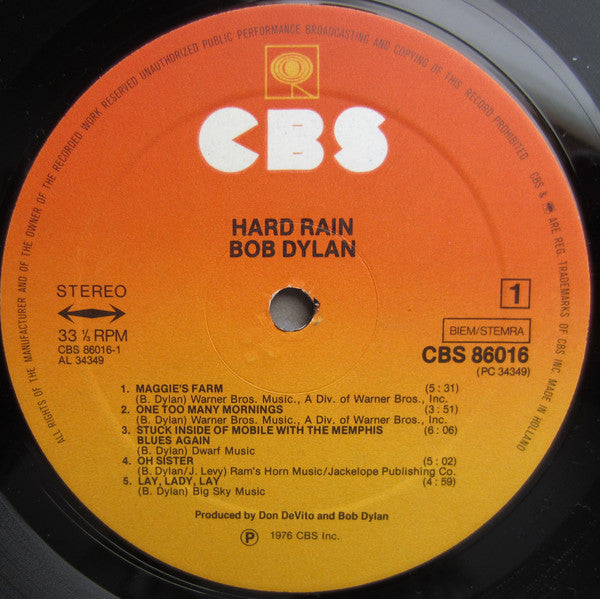 ALL RIGHTS OF THE MANUFACTURER AND OF THE OWNER OF THE RECORDED WORK RESERVED UNAUTHORIZED PUBLIC PERFORMANCE BROADCASTING AND COPYING OF THIS RECORD PROHIBITED
CBS & ARE REG. TRADEMARKS OF CBS INC. MADE IN HOLLAND
CBS
HARD RAIN
BOB DYLAN
STEREO
1
33 ⅓ RPM
BIEM/STEMRA
CBS 86016-1
CBS 86016
AL 34349
(PC 34349)
1. MAGGIE'S FARM (5:31)
(B. Dylan) Warner Bros. Music., A Div. of Warner Bros., Inc.
2. ONE TOO MANY MORNINGS (3:51)
(B. Dylan) Warner Bros. Music., A Div. of Warner Bros., Inc.
3. STUCK INSIDE OF MOBILE WITH THE MEMPHIS (6:06)
BLUES AGAIN
(B. Dylan) Dwarf Music
4. OH SISTER (5:02)
(B. Dylan/J. Levy) Ram's Horn Music/Jackelope Publishing Co.
5. LAY, LADY, LAY (4:59)
(B. Dylan) Big Sky Music
Produced by Don DeVito and Bob Dylan
Ⓟ 1976 CBS Inc.